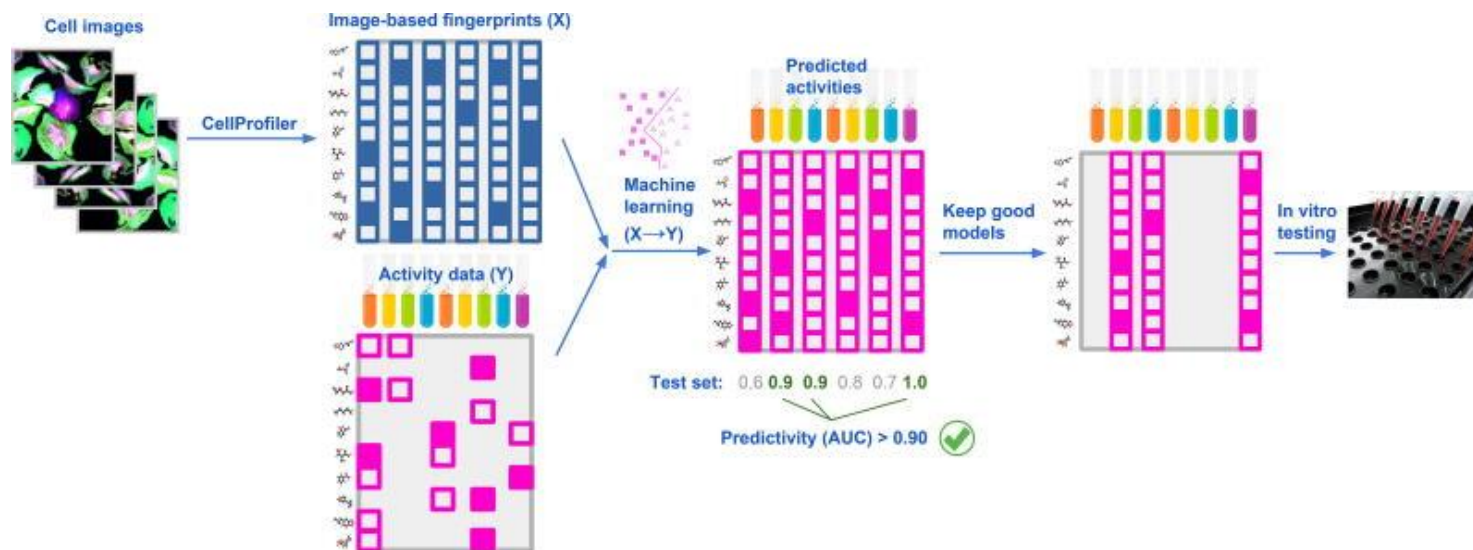 Cell images
Image-based fingerprints (X)
CellProfiler
Activity data (Y)
Machine
learning
(X→Y)
Predicted
activities
Test set: 0.6 0.9 0.9 0.8 0.7 1.0
Predictivity (AUC) > 0.90
Keep good
models
In vitro
testing